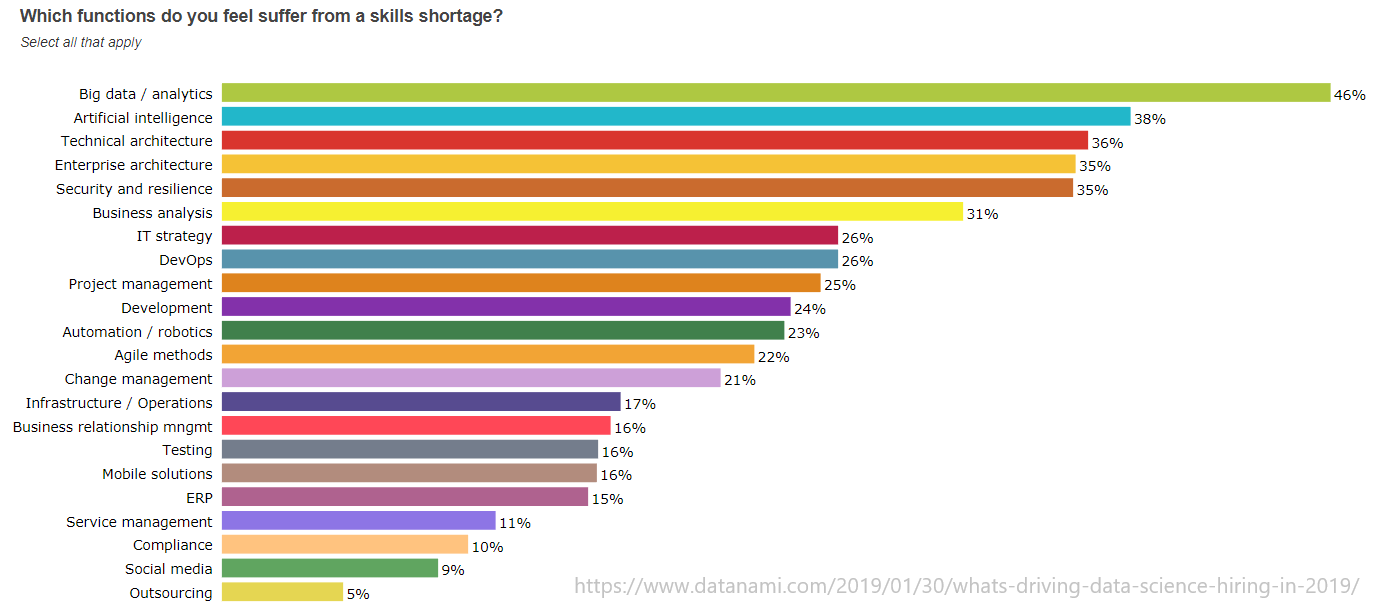 Which functions do you feel suffer from a skills shortage?
Select all that apply
Big data / analytics 46%
Artificial intelligence 38%
Technical architecture 36%
Enterprise architecture 35%
Security and resilience 35%
Business analysis 31%
IT strategy 26%
DevOps 26%
Project management 25%
Development 24%
Automation / robotics 23%
Agile methods 22%
Change management 21%
Infrastructure / Operations 17%
Business relationship mngmt 16%
Testing 16%
Mobile solutions 16%
ERP 15%
Service management 11%
Compliance 10%
Social media 9%
Outsourcing 5%
https://www.datanami.com/2019/01/30/whats-driving-data-science-hiring-in-2019/